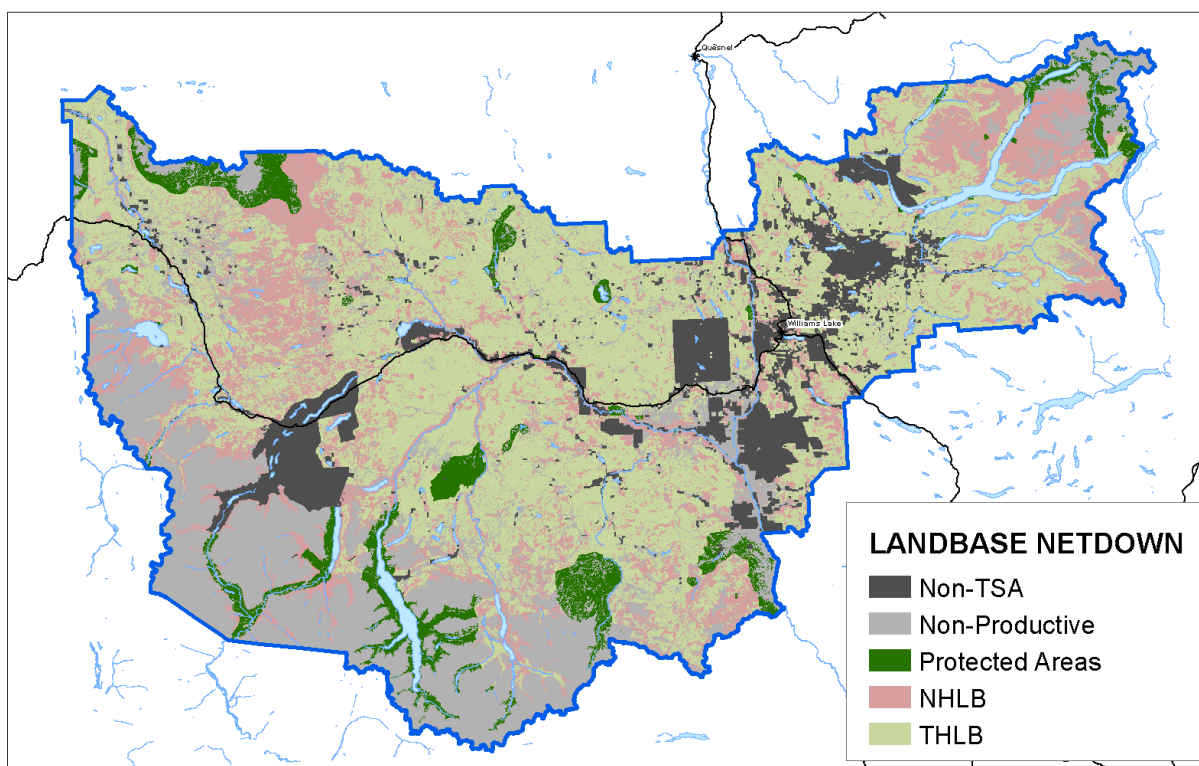 Quesnel
Williams Lake
LANDBASE NETDOWN
Non-TSA
Non-Productive
Protected Areas
NHLB
THLB